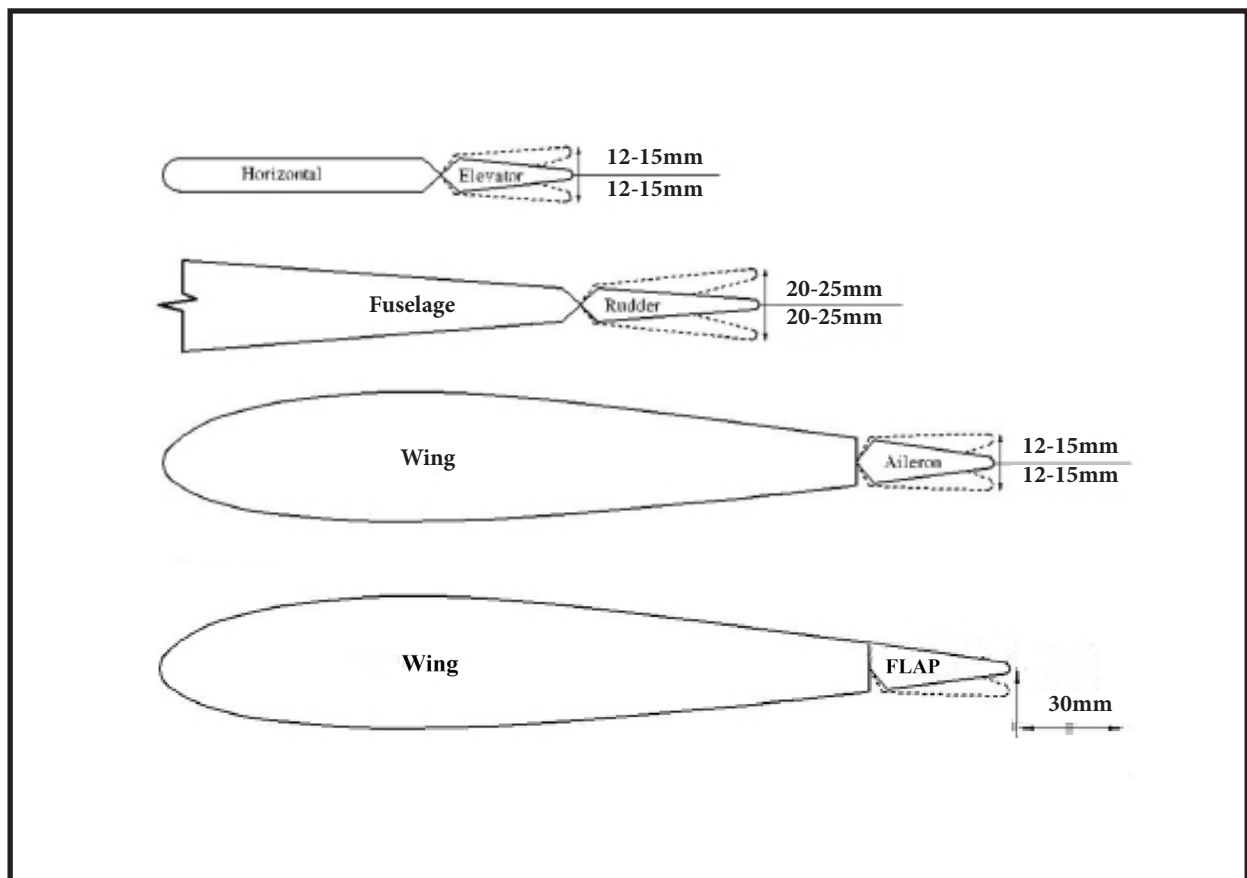 Horizontal
Elevator
12-15mm
12-15mm
Fuselage
Rudder
20-25mm
20-25mm
Wing
Aileron
12-15mm
12-15mm
Wing
FLAP
30mm